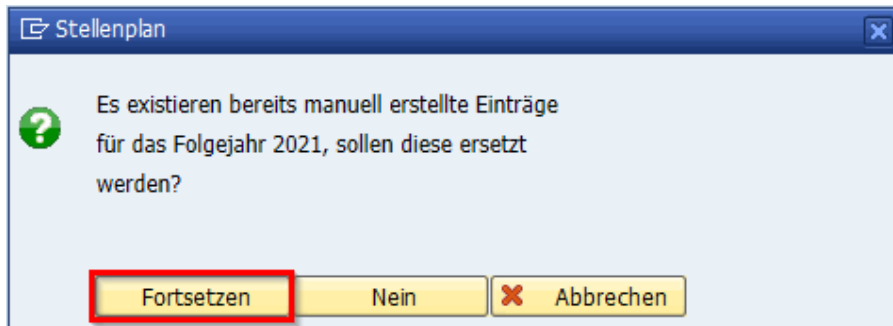 Stellenplan
Es existieren bereits manuell erstellte Einträge
für das Folgejahr 2021, sollen diese ersetzt
werden?
Fortsetzen Nein Abbrechen